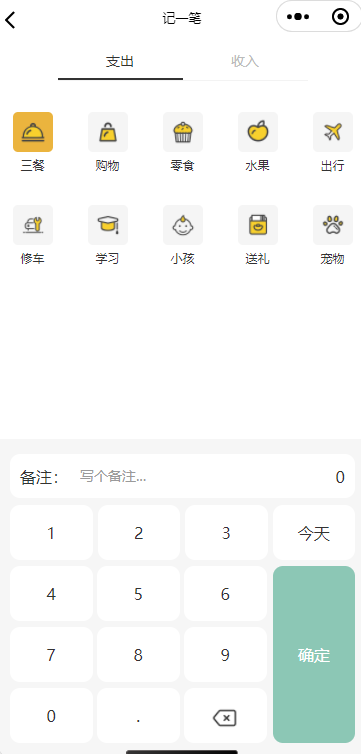 记一笔
支出 收入
三餐 购物 零食 水果 出行
修车 学习 小孩 送礼 宠物
备注： 写个备注... 0
1 2 3 今天
4 5 6
7 8 9 确定
0 .